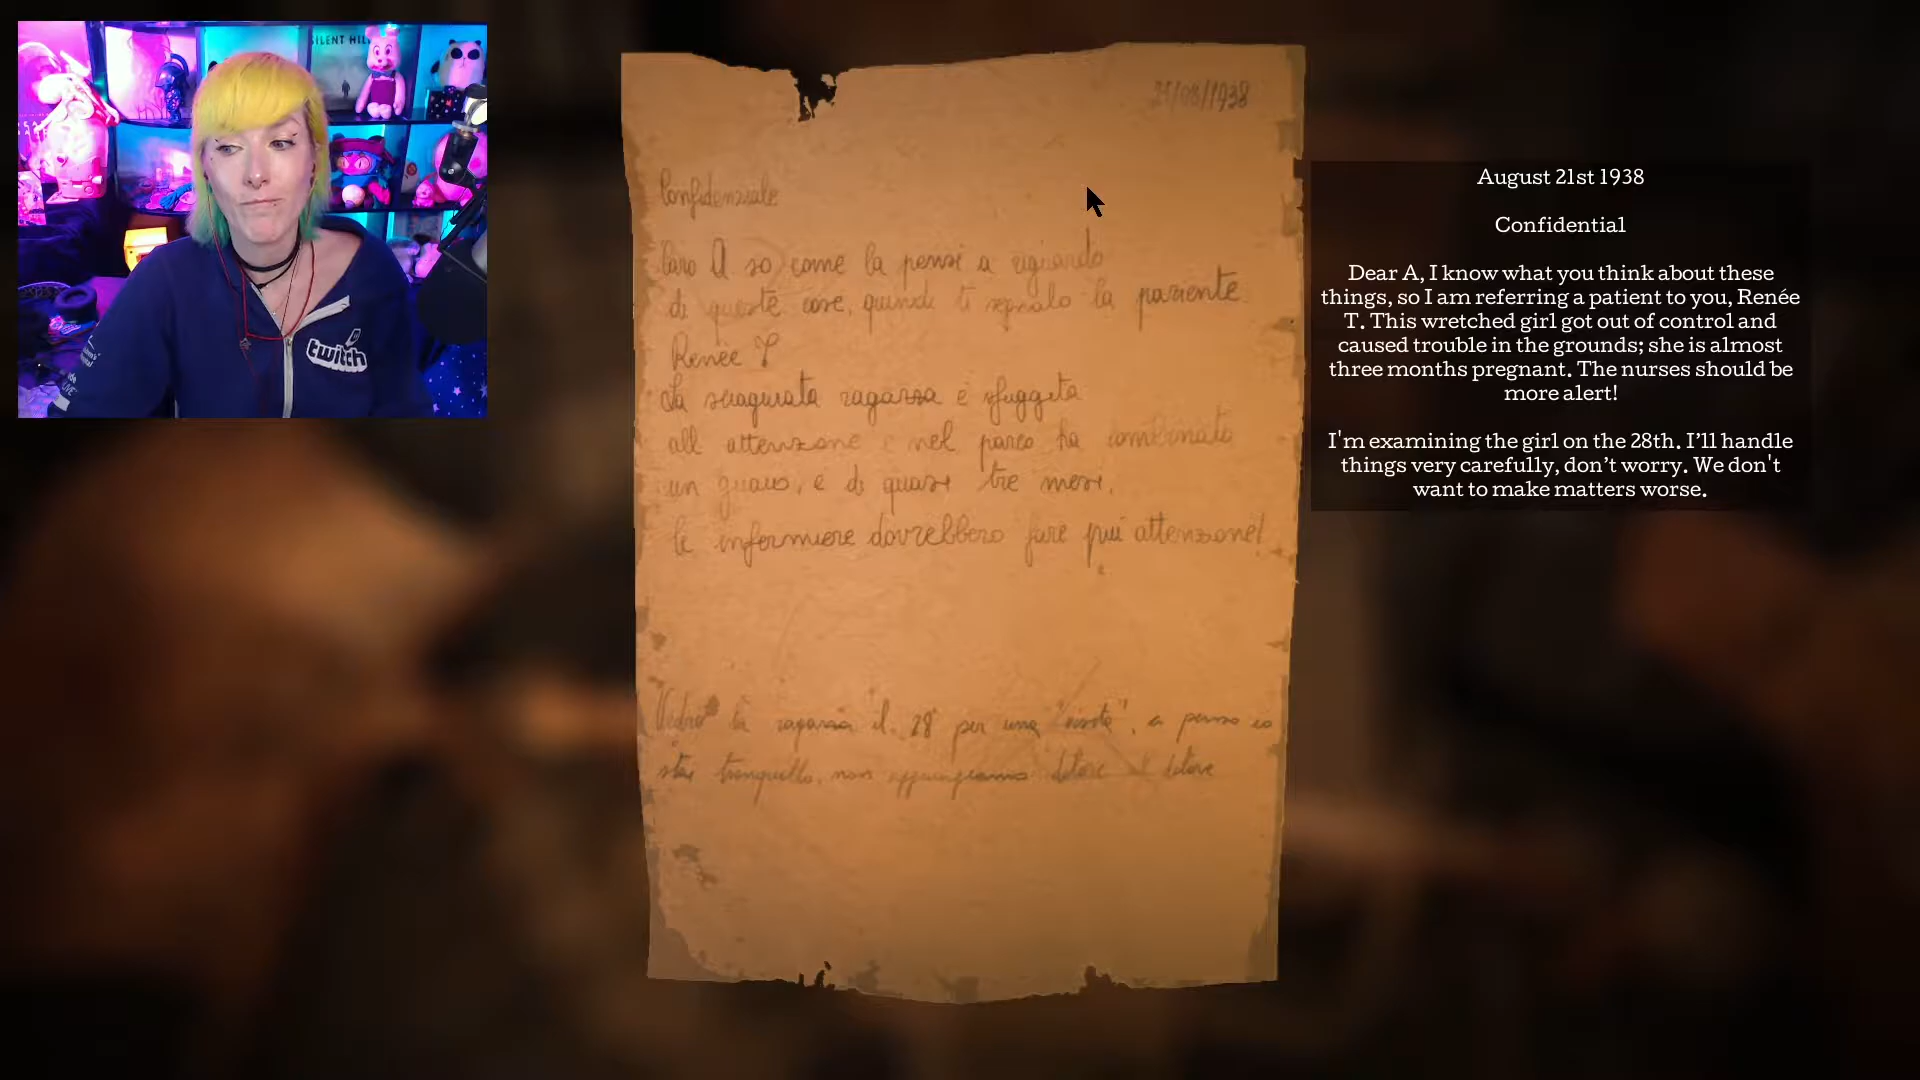 SILENT HILL
twitch
21/08/1938
Confidenziale
Caro A so come la pensi a riguardo
di queste cose, quindi ti segnalo la paziente
Renée T
La sciagurata ragazza è sfuggita
all attenzione e nel parco ha combinato
un guaio, è di quasi tre mesi.
le infermiere dovrebbero fare più attenzione!
Vedrò la ragazza il 28 per una "visita", ci penso io
stai tranquillo, non aggiungiamo dolore al dolore
August 21st 1938
Confidential
Dear A, I know what you think about these
things, so I am referring a patient to you, Renée
T. This wretched girl got out of control and
caused trouble in the grounds; she is almost
three months pregnant. The nurses should be
more alert!
I'm examining the girl on the 28th. I'll handle
things very carefully, don't worry. We don't
want to make matters worse.